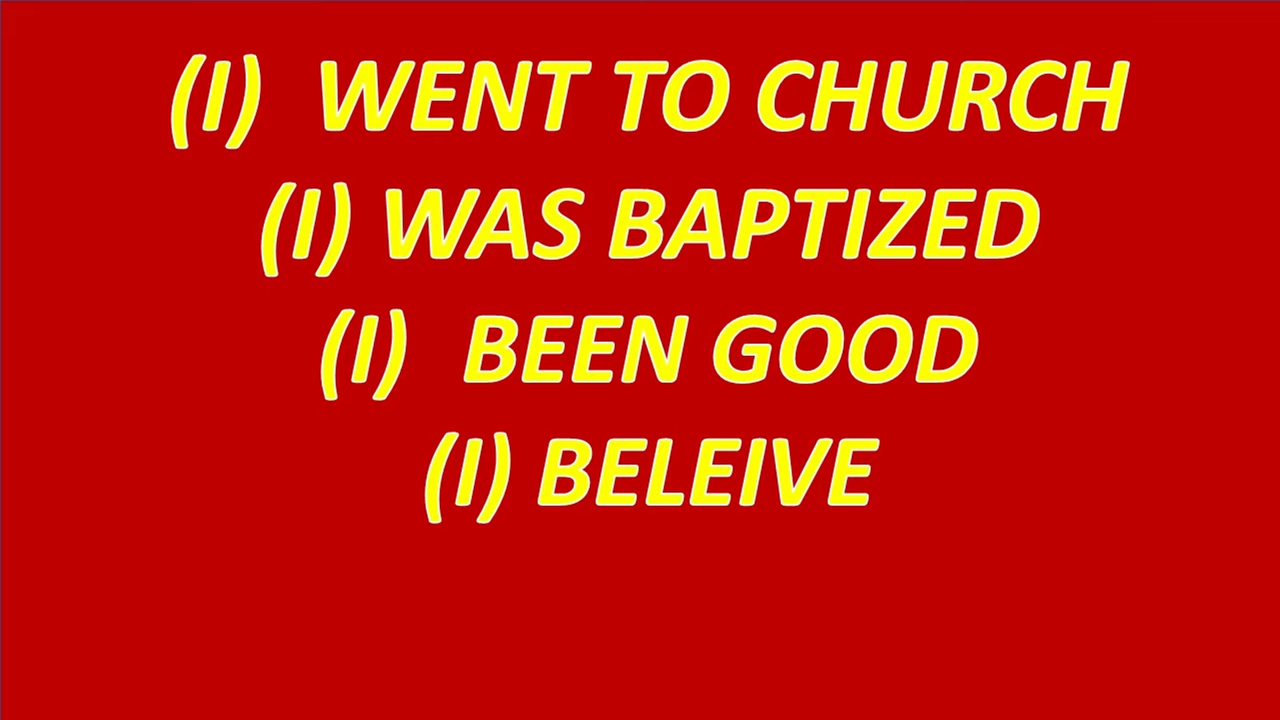 (I)  WENT TO CHURCH
(I) WAS BAPTIZED
(I)  BEEN GOOD
(I) BELEIVE